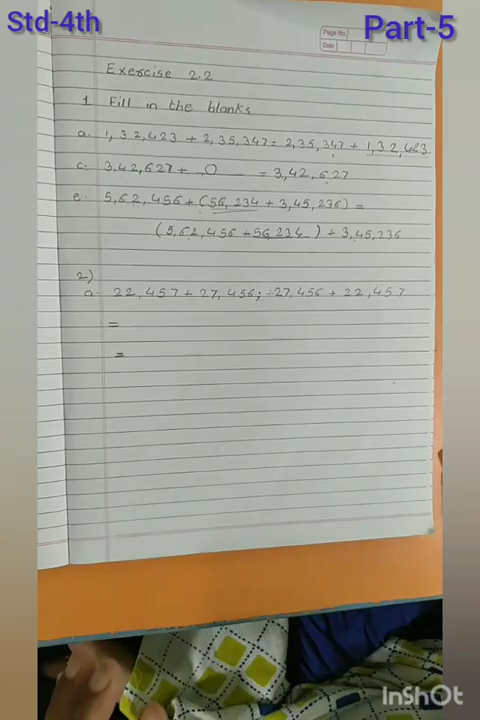 Std-4th
Part-5
Page No.
Date
Exercise 2.2
1 Fill in the blanks
a. 1,32,423 + 2,35,347 = 2,35,347 + 1,32,423
c. 3,42,627 + 0 = 3,42,627
e. 5,62,456 + (56,234 + 3,45,236) =
(5,62,456 + 56,234) + 3,45,236
2)
a. 22,457 + 27,456; 27,456 + 22,457
=
=
InShOt